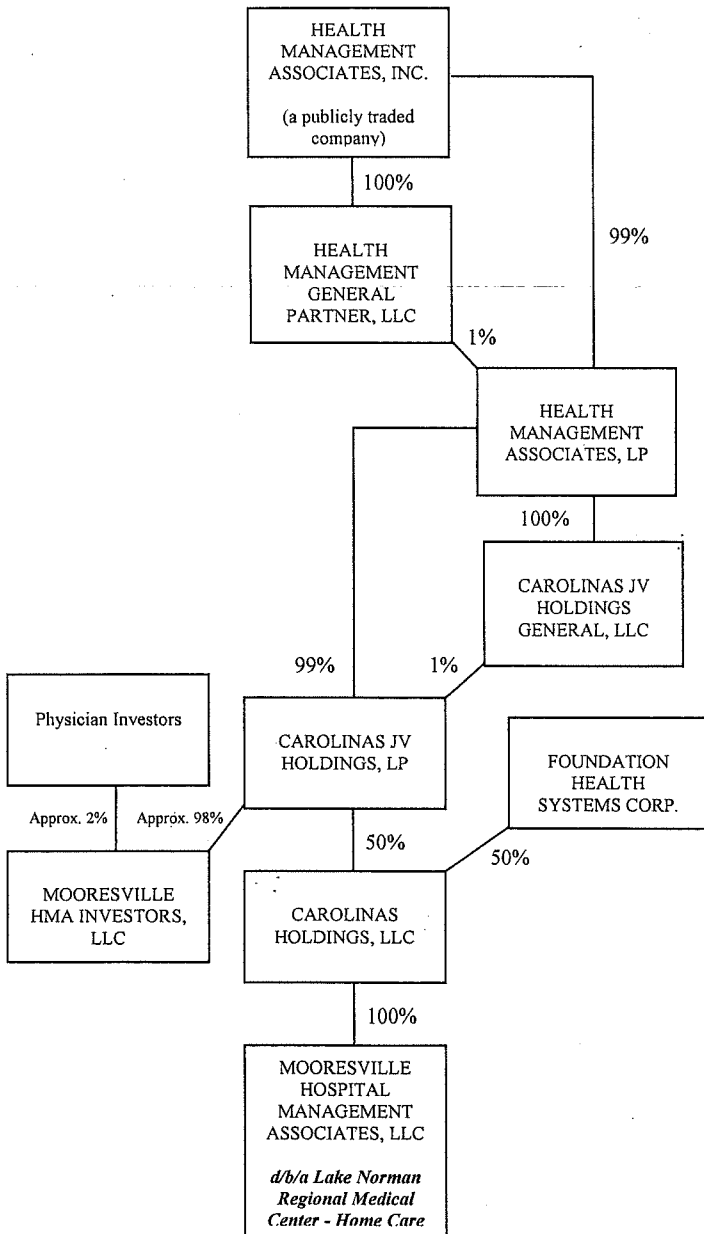 HEALTH
MANAGEMENT
ASSOCIATES, INC.
(a publicly traded
company)
100%
99%
HEALTH
MANAGEMENT
GENERAL
PARTNER, LLC
1%
HEALTH
MANAGEMENT
ASSOCIATES, LP
100%
CAROLINAS JV
HOLDINGS
GENERAL, LLC
99%
1%
Physician Investors
CAROLINAS JV
HOLDINGS, LP
FOUNDATION
HEALTH
SYSTEMS CORP.
Approx. 2%
Approx. 98%
50%
50%
MOORESVILLE
HMA INVESTORS,
LLC
CAROLINAS
HOLDINGS, LLC
100%
MOORESVILLE
HOSPITAL
MANAGEMENT
ASSOCIATES, LLC
d/b/a Lake Norman
Regional Medical
Center - Home Care